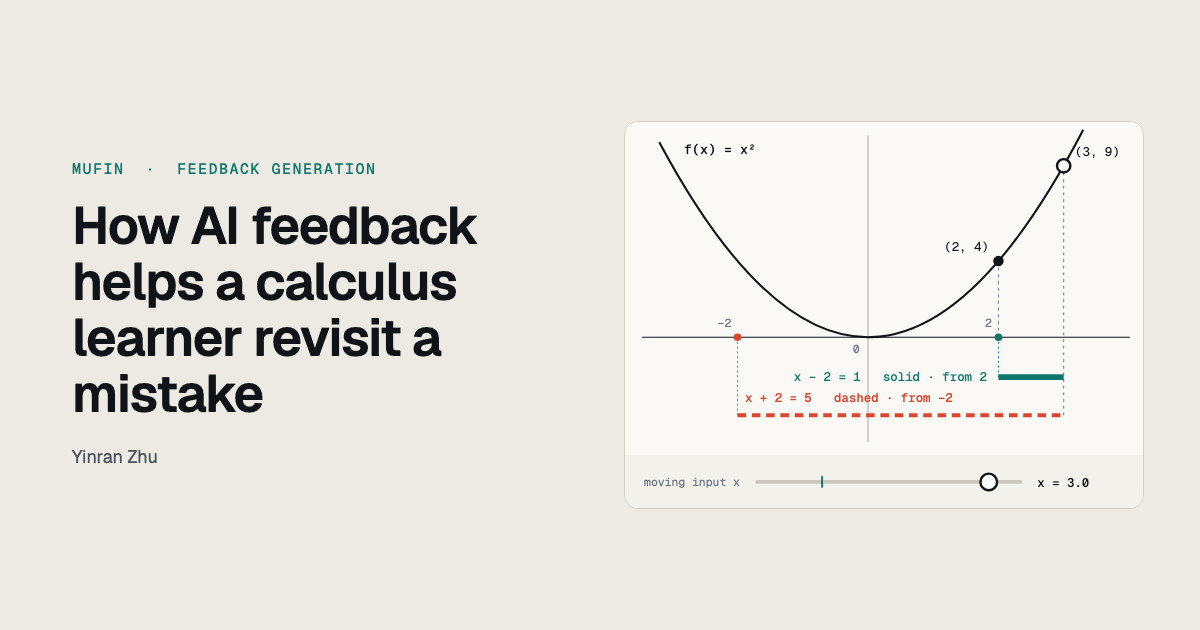 MUFIN · FEEDBACK GENERATION
How AI feedback
helps a calculus
learner revisit a
mistake
Yinran Zhu
f(x) = x²
(3, 9)
(2, 4)
−2
2
0
x − 2 = 1 solid · from 2
x + 2 = 5 dashed · from −2
moving input x
x = 3.0